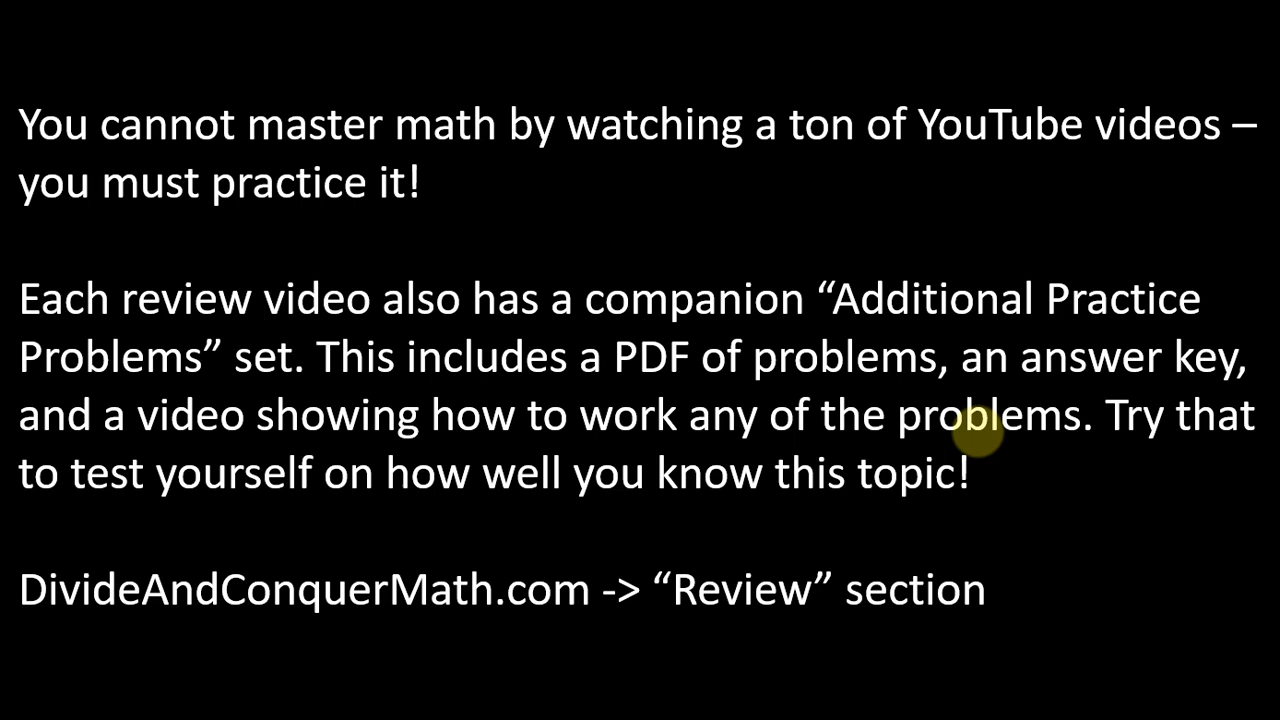 You cannot master math by watching a ton of YouTube videos –
you must practice it!
Each review video also has a companion “Additional Practice
Problems” set. This includes a PDF of problems, an answer key,
and a video showing how to work any of the problems. Try that
to test yourself on how well you know this topic!
DivideAndConquerMath.com -> “Review” section